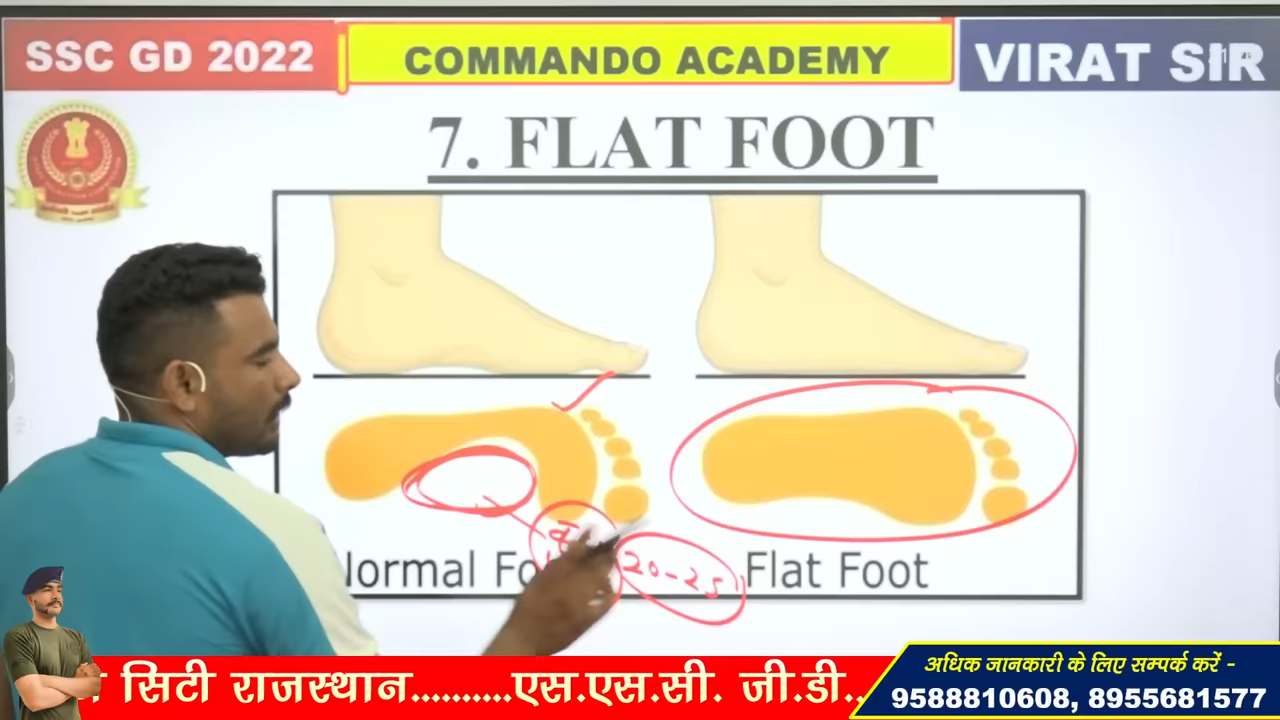 SSC GD 2022
COMMANDO ACADEMY
VIRAT SIR
7. FLAT FOOT
Normal Fo
20-25
Flat Foot
सिटी राजस्थान..........एस.एस.सी. जी.डी..
अधिक जानकारी के लिए सम्पर्क करें -
9588810608, 8955681577